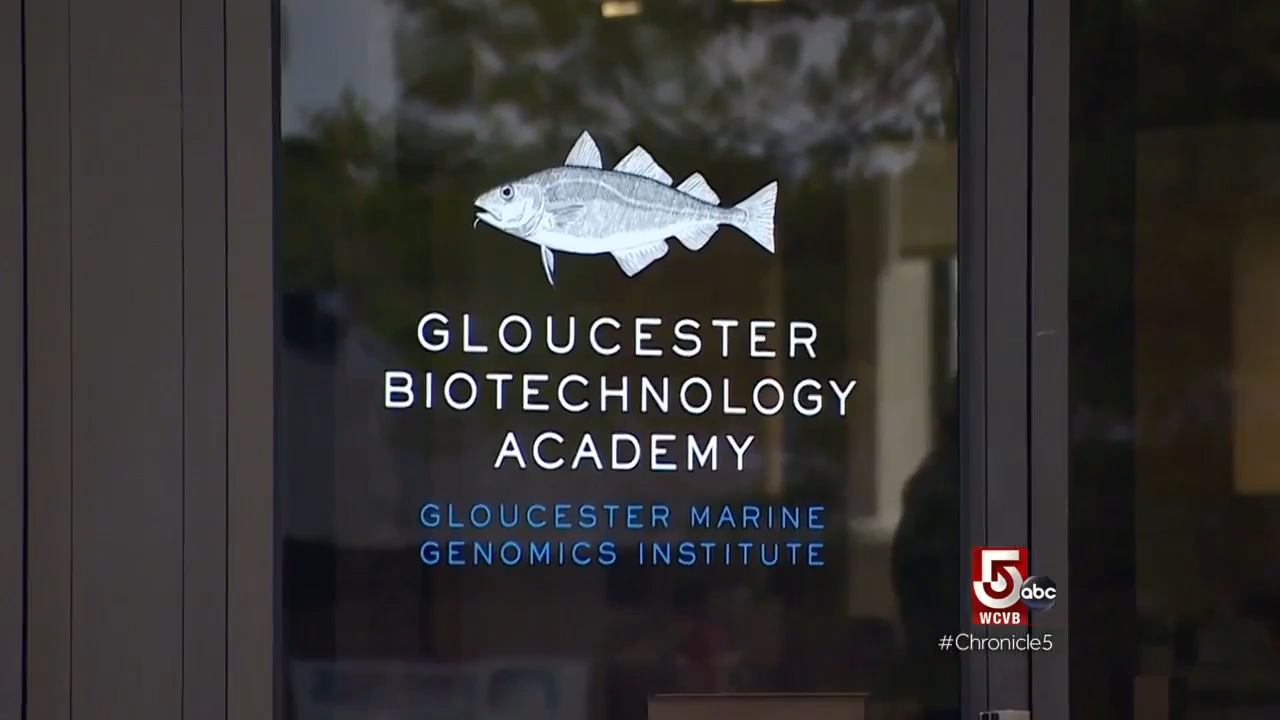 GLOUCESTER
BIOTECHNOLOGY
ACADEMY
GLOUCESTER MARINE
GENOMICS INSTITUTE
5
abc
WCVB
#Chronicle5